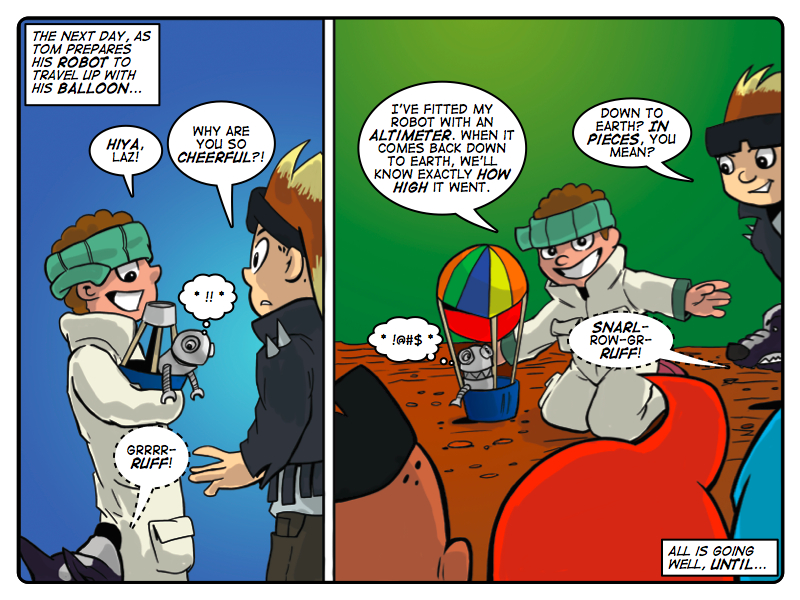 THE NEXT DAY, AS
TOM PREPARES
HIS ROBOT TO
TRAVEL UP WITH
HIS BALLOON...
HIYA,
LAZ!
WHY ARE
YOU SO
CHEERFUL?!
* !! *
GRRRR-
RUFF!
I'VE FITTED MY
ROBOT WITH AN
ALTIMETER. WHEN IT
COMES BACK DOWN
TO EARTH, WE'LL
KNOW EXACTLY HOW
HIGH IT WENT.
DOWN TO
EARTH? IN
PIECES, YOU
MEAN?
* !@#$ *
SNARL-
ROW-GR-
RUFF!
ALL IS GOING
WELL, UNTIL...